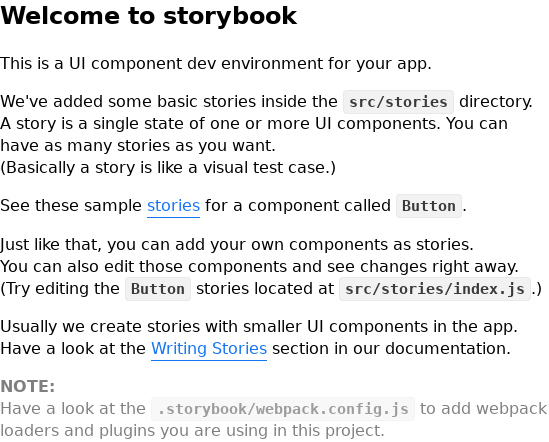 Welcome to storybook
This is a UI component dev environment for your app.
We've added some basic stories inside the src/stories directory.
A story is a single state of one or more UI components. You can
have as many stories as you want.
(Basically a story is like a visual test case.)
See these sample stories for a component called Button.
Just like that, you can add your own components as stories.
You can also edit those components and see changes right away.
(Try editing the Button stories located at src/stories/index.js.)
Usually we create stories with smaller UI components in the app.
Have a look at the Writing Stories section in our documentation.
NOTE:
Have a look at the .storybook/webpack.config.js to add webpack
loaders and plugins you are using in this project.